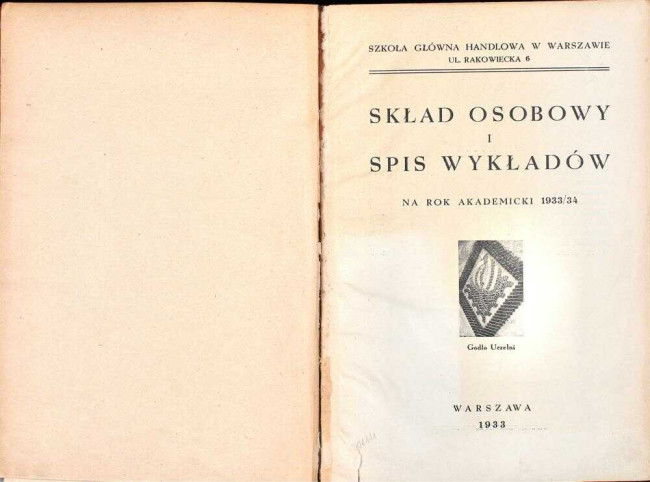 SZKOŁA GŁÓWNA HANDLOWA W WARSZAWIE
UL. RAKOWIECKA 6
SKŁAD OSOBOWY
I
SPIS WYKŁADÓW
NA ROK AKADEMICKI 1933/34
Godła Uczelni
WARSZAWA
1933